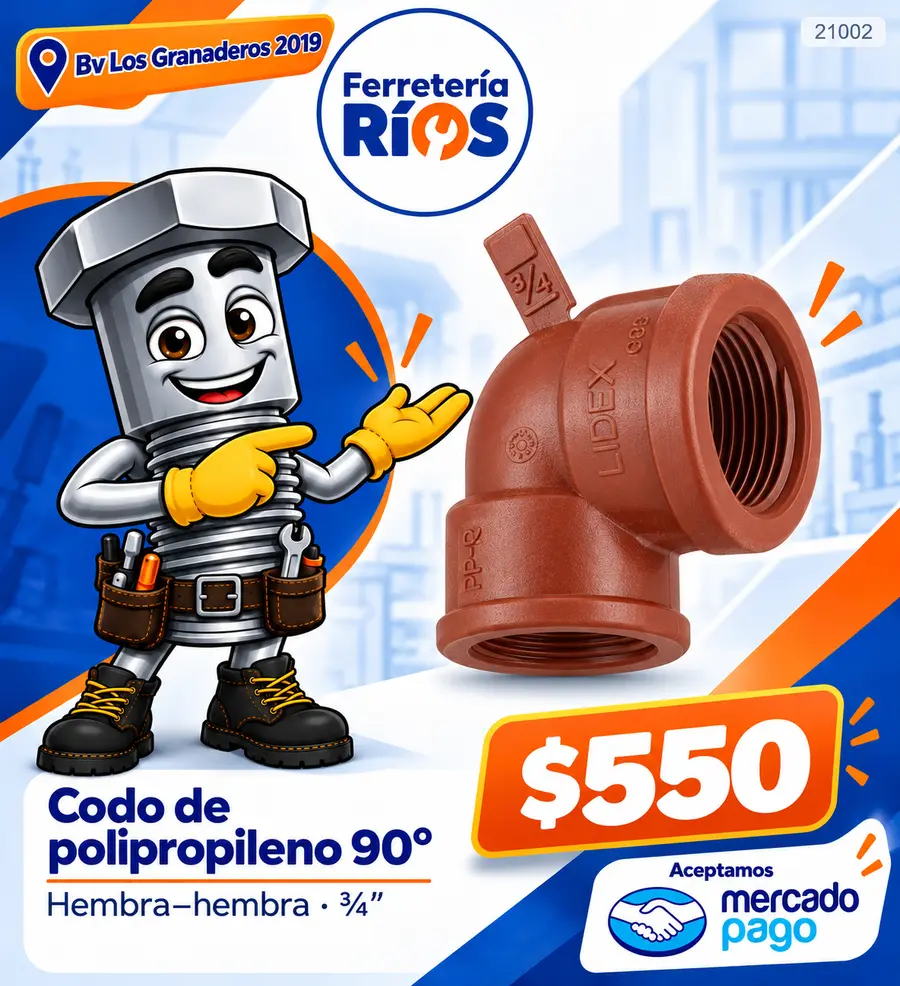 Bv Los Granaderos 2019
Ferretería
RÍOS
21002
3/4
LIDEX
PP-R
$550
Codo de
polipropileno 90°
Hembra–hembra · ¾”
Aceptamos
mercado
pago